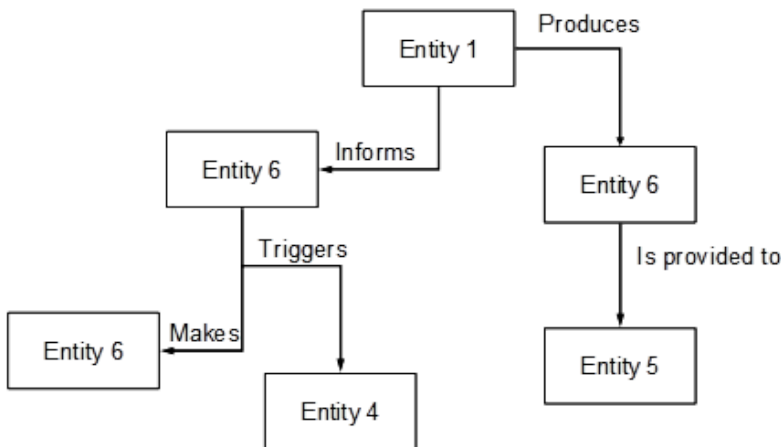 Produces
Entity 1
Informs
Entity 6
Entity 6
Triggers
Is provided to
Makes
Entity 6
Entity 5
Entity 4